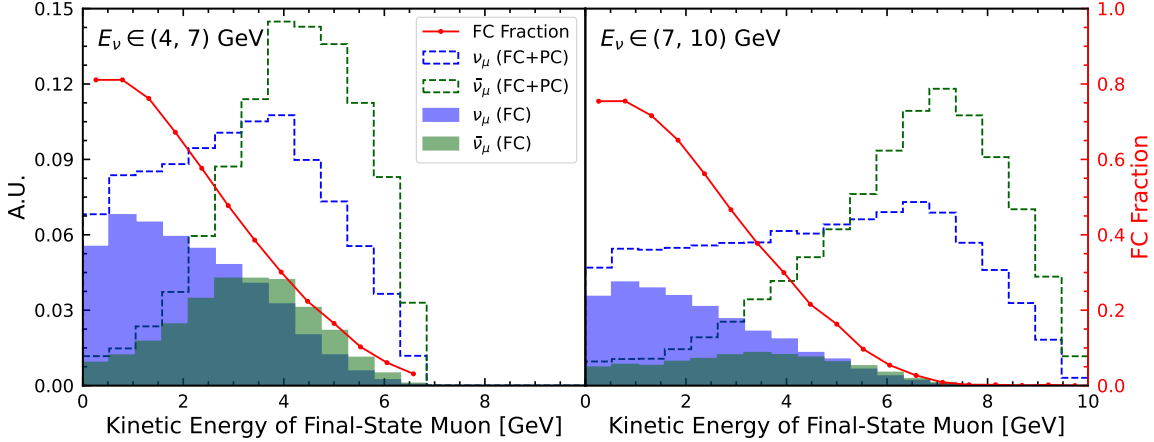 E_ν ∈ (4, 7) GeV
FC Fraction
ν_μ (FC+PC)
ν̄_μ (FC+PC)
ν_μ (FC)
ν̄_μ (FC)
E_ν ∈ (7, 10) GeV
A.U.
0.15
0.12
0.09
0.06
0.03
0.00
0 2 4 6 8
Kinetic Energy of Final-State Muon [GeV]
0 2 4 6 8 10
Kinetic Energy of Final-State Muon [GeV]
1.0
0.8
0.6
0.4
0.2
0.0
FC Fraction